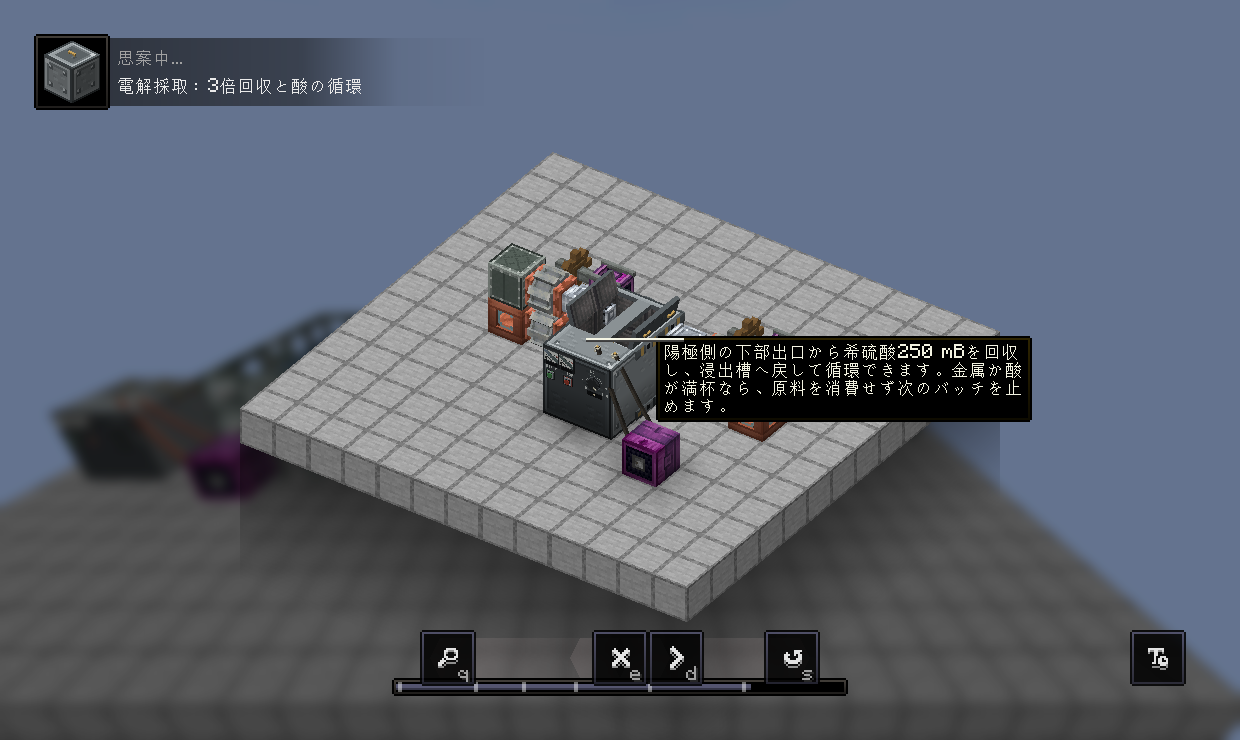 思案中...
電解採取：3倍回収と酸の循環
陽極側の下部出口から希硫酸250 mBを回収
し、浸出槽へ戻して循環できます。金属か酸
が満杯なら、原料を消費せず次のバッチを止
めます。
q
e
d
s